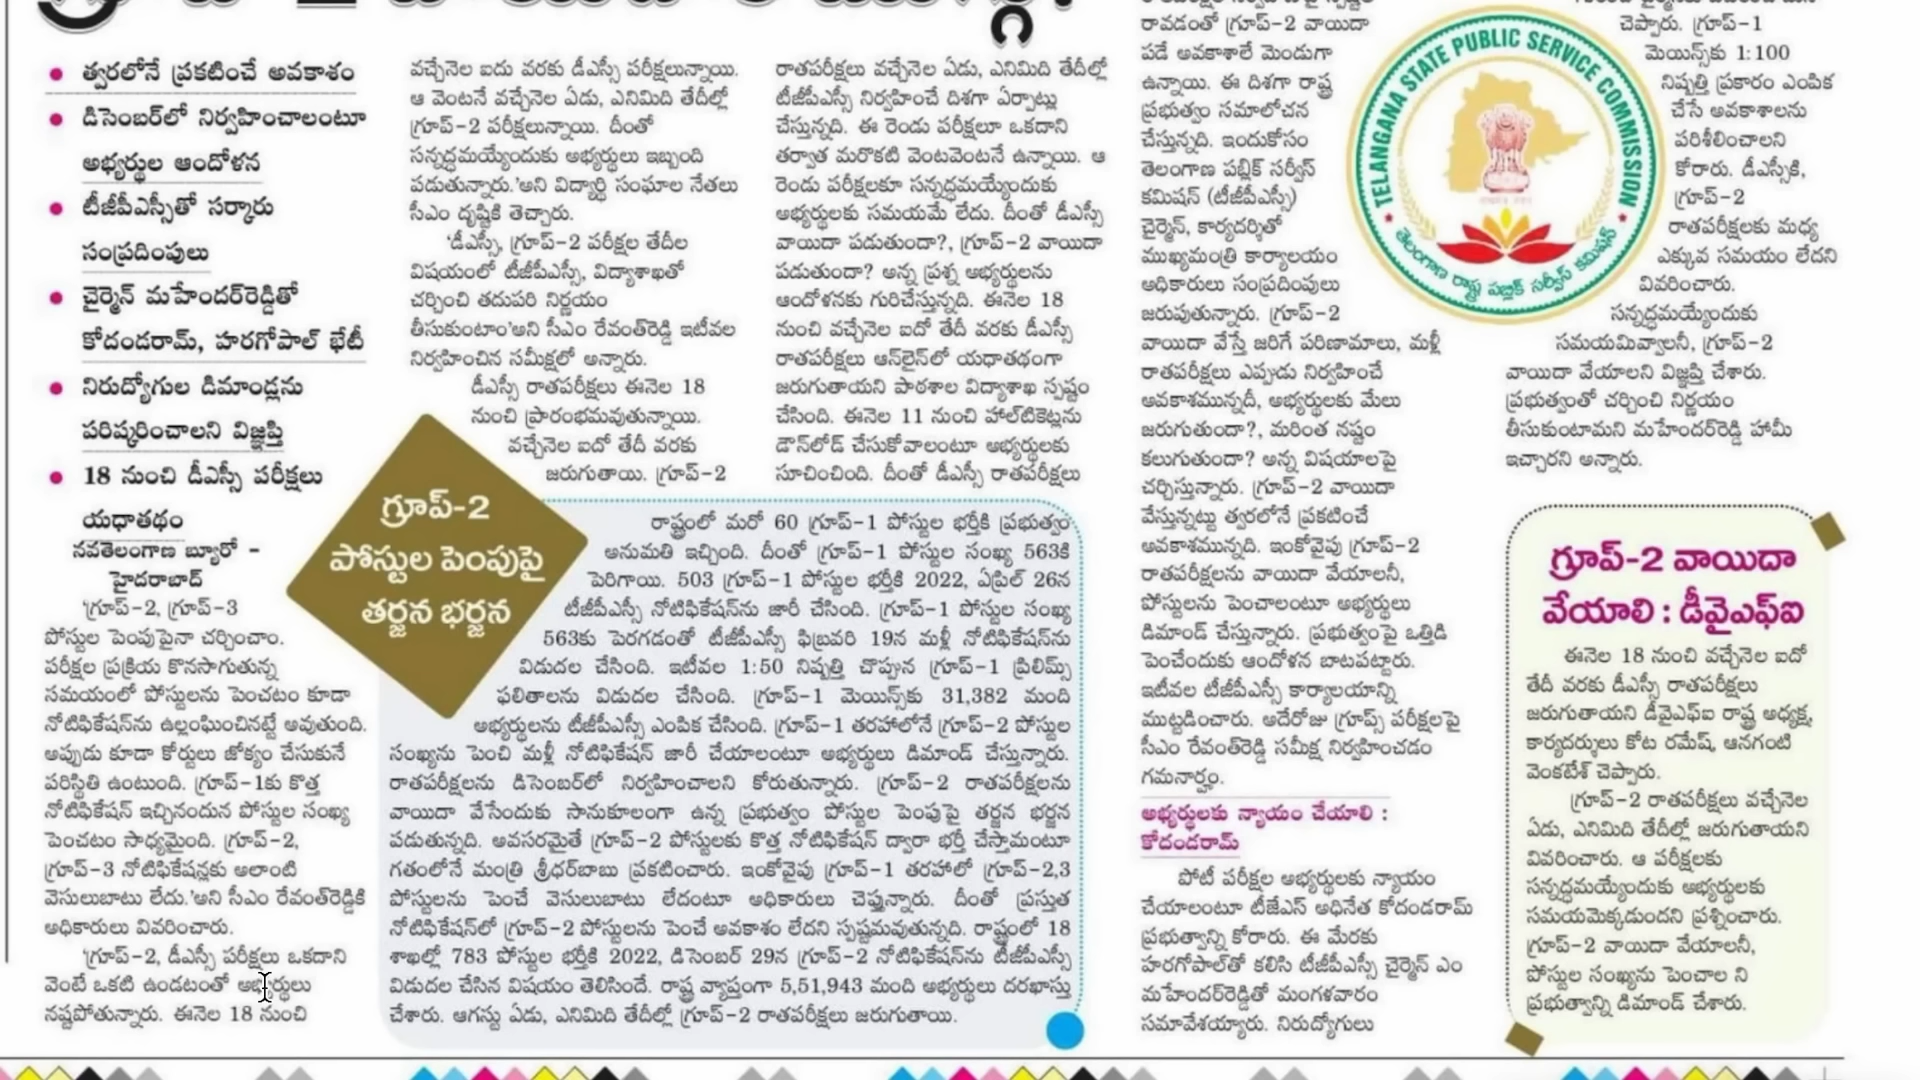 త్వరలోనే ప్రకటించే అవకాశం
డిసెంబర్‌లో నిర్వహించాలంటూ
అభ్యర్థుల ఆందోళన
టీజీపీఎస్సీతో సర్కారు
సంప్రదింపులు
చైర్మెన్ మహేందర్‌రెడ్డితో
కోదండరామ్, హరగోపాల్ భేటీ
నిరుద్యోగుల డిమాండ్లను
పరిష్కరించాలని విజ్ఞప్తి
18 నుంచి డీఎస్సీ పరీక్షలు
యధాతథం
నవతెలంగాణ బ్యూరో -
హైదరాబాద్
'గ్రూప్-2, గ్రూప్-3
పోస్టుల పెంపుపైనా చర్చించాం.
పరీక్షల ప్రక్రియ కొనసాగుతున్న
సమయంలో పోస్టులను పెంచటం కూడా
నోటిఫికేషన్‌ను ఉల్లంఘించినట్టే అవుతుంది.
అప్పుడు కూడా కోర్టులు జోక్యం చేసుకునే
పరిస్థితి ఉంటుంది. గ్రూప్-1కు కొత్త
నోటిఫికేషన్ ఇచ్చినందున పోస్టుల సంఖ్య
పెంచటం సాధ్యమైంది. గ్రూప్-2,
గ్రూప్-3 నోటిఫికేషన్లకు అలాంటి
వెసులుబాటు లేదు.'అని సీఎం రేవంత్‌రెడ్డికి
అధికారులు వివరించారు.
'గ్రూప్-2, డీఎస్సీ పరీక్షలు ఒకదాని
వెంటే ఒకటి ఉండటంతో అభ్యర్థులు
నష్టపోతున్నారు. ఈనెల 18 నుంచి
వచ్చేనెల ఐదు వరకు డీఎస్సీ పరీక్షలున్నాయి.
ఆ వెంటనే వచ్చేనెల ఏడు, ఎనిమిది తేదీల్లో
గ్రూప్-2 పరీక్షలున్నాయి. దీంతో
సన్నద్ధమయ్యేందుకు అభ్యర్థులు ఇబ్బంది
పడుతున్నారు.'అని విద్యార్థి సంఘాల నేతలు
సీఎం దృష్టికి తెచ్చారు.
'డీఎస్సీ, గ్రూప్-2 పరీక్షల తేదీల
విషయంలో టీజీపీఎస్సీ, విద్యాశాఖతో
చర్చించి తదుపరి నిర్ణయం
తీసుకుంటాం'అని సీఎం రేవంత్‌రెడ్డి ఇటీవల
నిర్వహించిన సమీక్షలో అన్నారు.
డీఎస్సీ రాతపరీక్షలు ఈనెల 18
నుంచి ప్రారంభమవుతున్నాయి.
వచ్చేనెల ఐదో తేదీ వరకు
జరుగుతాయి. గ్రూప్-2
రాతపరీక్షలు వచ్చేనెల ఏడు, ఎనిమిది తేదీల్లో
టీజీపీఎస్సీ నిర్వహించే దిశగా ఏర్పాట్లు
చేస్తున్నది. ఈ రెండు పరీక్షలూ ఒకదాని
తర్వాత మరొకటి వెంటవెంటనే ఉన్నాయి. ఆ
రెండు పరీక్షలకూ సన్నద్ధమయ్యేందుకు
అభ్యర్థులకు సమయమే లేదు. దీంతో డీఎస్సీ
వాయిదా పడుతుందా?, గ్రూప్-2 వాయిదా
పడుతుందా? అన్న ప్రశ్న అభ్యర్థులను
ఆందోళనకు గురిచేస్తున్నది. ఈనెల 18
నుంచి వచ్చేనెల ఐదో తేదీ వరకు డీఎస్సీ
రాతపరీక్షలు ఆన్‌లైన్‌లో యధాతథంగా
జరుగుతాయని పాఠశాల విద్యాశాఖ స్పష్టం
చేసింది. ఈనెల 11 నుంచి హాల్‌టికెట్లను
డౌన్‌లోడ్ చేసుకోవాలంటూ అభ్యర్థులకు
సూచించింది. దీంతో డీఎస్సీ రాతపరీక్షలు
గ్రూప్-2
పోస్టుల పెంపుపై
తర్జన భర్జన
రాష్ట్రంలో మరో 60 గ్రూప్-1 పోస్టుల భర్తీకి ప్రభుత్వం
అనుమతి ఇచ్చింది. దీంతో గ్రూప్-1 పోస్టుల సంఖ్య 563కి
పెరిగాయి. 503 గ్రూప్-1 పోస్టుల భర్తీకి 2022, ఏప్రిల్ 26న
టీజీపీఎస్సీ నోటిఫికేషన్‌ను జారీ చేసింది. గ్రూప్-1 పోస్టుల సంఖ్య
563కు పెరగడంతో టీజీపీఎస్సీ ఫిబ్రవరి 19న మళ్లీ నోటిఫికేషన్‌ను
విడుదల చేసింది. ఇటీవల 1:50 నిష్పత్తి చొప్పున గ్రూప్-1 ప్రిలిమ్స్
ఫలితాలను విడుదల చేసింది. గ్రూప్-1 మెయిన్స్‌కు 31,382 మంది
అభ్యర్థులను టీజీపీఎస్సీ ఎంపిక చేసింది. గ్రూప్-1 తరహాలోనే గ్రూప్-2 పోస్టుల
సంఖ్యను పెంచి మళ్లీ నోటిఫికేషన్ జారీ చేయాలంటూ అభ్యర్థులు డిమాండ్ చేస్తున్నారు.
రాతపరీక్షలను డిసెంబర్‌లో నిర్వహించాలని కోరుతున్నారు. గ్రూప్-2 రాతపరీక్షలను
వాయిదా వేసేందుకు సానుకూలంగా ఉన్న ప్రభుత్వం పోస్టుల పెంపుపై తర్జన భర్జన
పడుతున్నది. అవసరమైతే గ్రూప్-2 పోస్టులకు కొత్త నోటిఫికేషన్ ద్వారా భర్తీ చేస్తామంటూ
గతంలోనే మంత్రి శ్రీధర్‌బాబు ప్రకటించారు. ఇంకోవైపు గ్రూప్-1 తరహాలో గ్రూప్-2,3
పోస్టులను పెంచే వెసులుబాటు లేదంటూ అధికారులు చెప్తున్నారు. దీంతో ప్రస్తుత
నోటిఫికేషన్‌లో గ్రూప్-2 పోస్టులను పెంచే అవకాశం లేదని స్పష్టమవుతున్నది. రాష్ట్రంలో 18
శాఖల్లో 783 పోస్టుల భర్తీకి 2022, డిసెంబర్ 29న గ్రూప్-2 నోటిఫికేషన్‌ను టీజీపీఎస్సీ
విడుదల చేసిన విషయం తెలిసిందే. రాష్ట్ర వ్యాప్తంగా 5,51,943 మంది అభ్యర్థులు దరఖాస్తు
చేశారు. ఆగస్టు ఏడు, ఎనిమిది తేదీల్లో గ్రూప్-2 రాతపరీక్షలు జరుగుతాయి.
రావడంతో గ్రూప్-2 వాయిదా
పడే అవకాశాలే మెండుగా
ఉన్నాయి. ఈ దిశగా రాష్ట్ర
ప్రభుత్వం సమాలోచన
చేస్తున్నది. ఇందుకోసం
తెలంగాణ పబ్లిక్ సర్వీస్
కమిషన్ (టీజీపీఎస్సీ)
చైర్మెన్, కార్యదర్శితో
ముఖ్యమంత్రి కార్యాలయం
అధికారులు సంప్రదింపులు
జరుపుతున్నారు. గ్రూప్-2
వాయిదా వేస్తే జరిగే పరిణామాలు, మళ్లీ
రాతపరీక్షలు ఎప్పుడు నిర్వహించే
అవకాశమున్నదీ, అభ్యర్థులకు మేలు
జరుగుతుందా?, మరింత నష్టం
కలుగుతుందా? అన్న విషయాలపై
చర్చిస్తున్నారు. గ్రూప్-2 వాయిదా
వేస్తున్నట్టు త్వరలోనే ప్రకటించే
అవకాశమున్నది. ఇంకోవైపు గ్రూప్-2
రాతపరీక్షలను వాయిదా వేయాలనీ,
పోస్టులను పెంచాలంటూ అభ్యర్థులు
డిమాండ్ చేస్తున్నారు. ప్రభుత్వంపై ఒత్తిడి
పెంచేందుకు ఆందోళన బాటపట్టారు.
ఇటీవల టీజీపీఎస్సీ కార్యాలయాన్ని
ముట్టడించారు. అదేరోజు గ్రూప్స్ పరీక్షలపై
సీఎం రేవంత్‌రెడ్డి సమీక్ష నిర్వహించడం
గమనార్హం.
అభ్యర్థులకు న్యాయం చేయాలి :
కోదండరామ్
పోటీ పరీక్షల అభ్యర్థులకు న్యాయం
చేయాలంటూ టీజేఎస్ అధినేత కోదండరామ్
ప్రభుత్వాన్ని కోరారు. ఈ మేరకు
హరగోపాల్‌తో కలిసి టీజీపీఎస్సీ చైర్మెన్ ఎం
మహేందర్‌రెడ్డితో మంగళవారం
సమావేశయ్యారు. నిరుద్యోగులు
TELANGANA STATE PUBLIC SERVICE COMMISSION
తెలంగాణ రాష్ట్ర పబ్లిక్ సర్వీస్ కమిషన్
చెప్పారు. గ్రూప్-1
మెయిన్స్‌కు 1:100
నిష్పత్తి ప్రకారం ఎంపిక
చేసే అవకాశాలను
పరిశీలించాలని
కోరారు. డీఎస్సీకి,
గ్రూప్-2
రాతపరీక్షలకు మధ్య
ఎక్కువ సమయం లేదని
వివరించారు.
సన్నద్ధమయ్యేందుకు
సమయమివ్వాలనీ, గ్రూప్-2
వాయిదా వేయాలని విజ్ఞప్తి చేశారు.
ప్రభుత్వంతో చర్చించి నిర్ణయం
తీసుకుంటామని మహేందర్‌రెడ్డి హామీ
ఇచ్చారని అన్నారు.
గ్రూప్-2 వాయిదా
వేయాలి : డీవైఎఫ్ఐ
ఈనెల 18 నుంచి వచ్చేనెల ఐదో
తేదీ వరకు డీఎస్సీ రాతపరీక్షలు
జరుగుతాయని డీవైఎఫ్ఐ రాష్ట్ర అధ్యక్ష,
కార్యదర్శులు కోట రమేష్, ఆనగంటి
వెంకటేశ్ చెప్పారు.
గ్రూప్-2 రాతపరీక్షలు వచ్చేనెల
ఏడు, ఎనిమిది తేదీల్లో జరుగుతాయని
వివరించారు. ఆ పరీక్షలకు
సన్నద్ధమయ్యేందుకు అభ్యర్థులకు
సమయమెక్కడుందని ప్రశ్నించారు.
గ్రూప్-2 వాయిదా వేయాలనీ,
పోస్టుల సంఖ్యను పెంచాల ని
ప్రభుత్వాన్ని డిమాండ్ చేశారు.